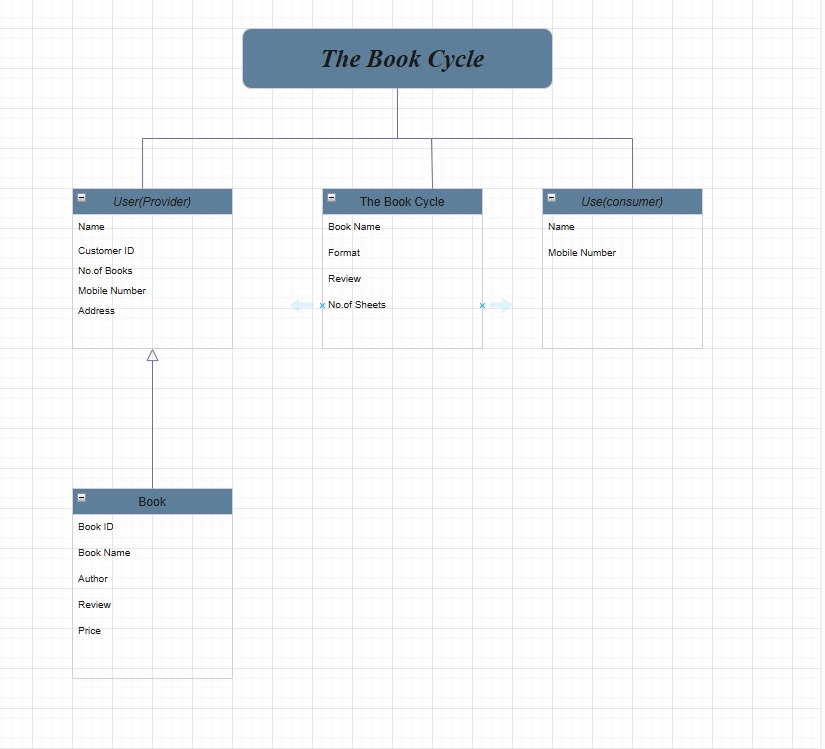 The Book Cycle
User(Provider)
Name
Customer ID
No.of Books
Mobile Number
Address
The Book Cycle
Book Name
Format
Review
No.of Sheets
Use(consumer)
Name
Mobile Number
Book
Book ID
Book Name
Author
Review
Price